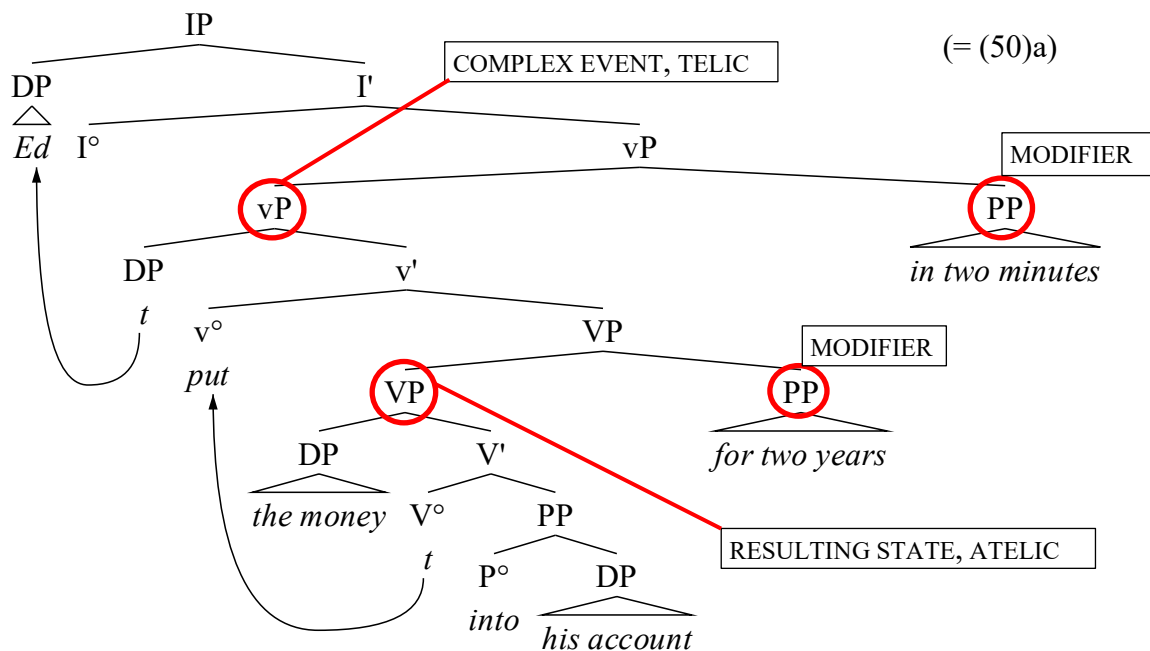 IP
COMPLEX EVENT, TELIC (= (50)a)
DP I'
Ed I° vP MODIFIER
vP PP
DP v' in two minutes
t v° VP MODIFIER
put VP PP
DP V' for two years
the money V° PP
t P° DP RESULTING STATE, ATELIC
into his account